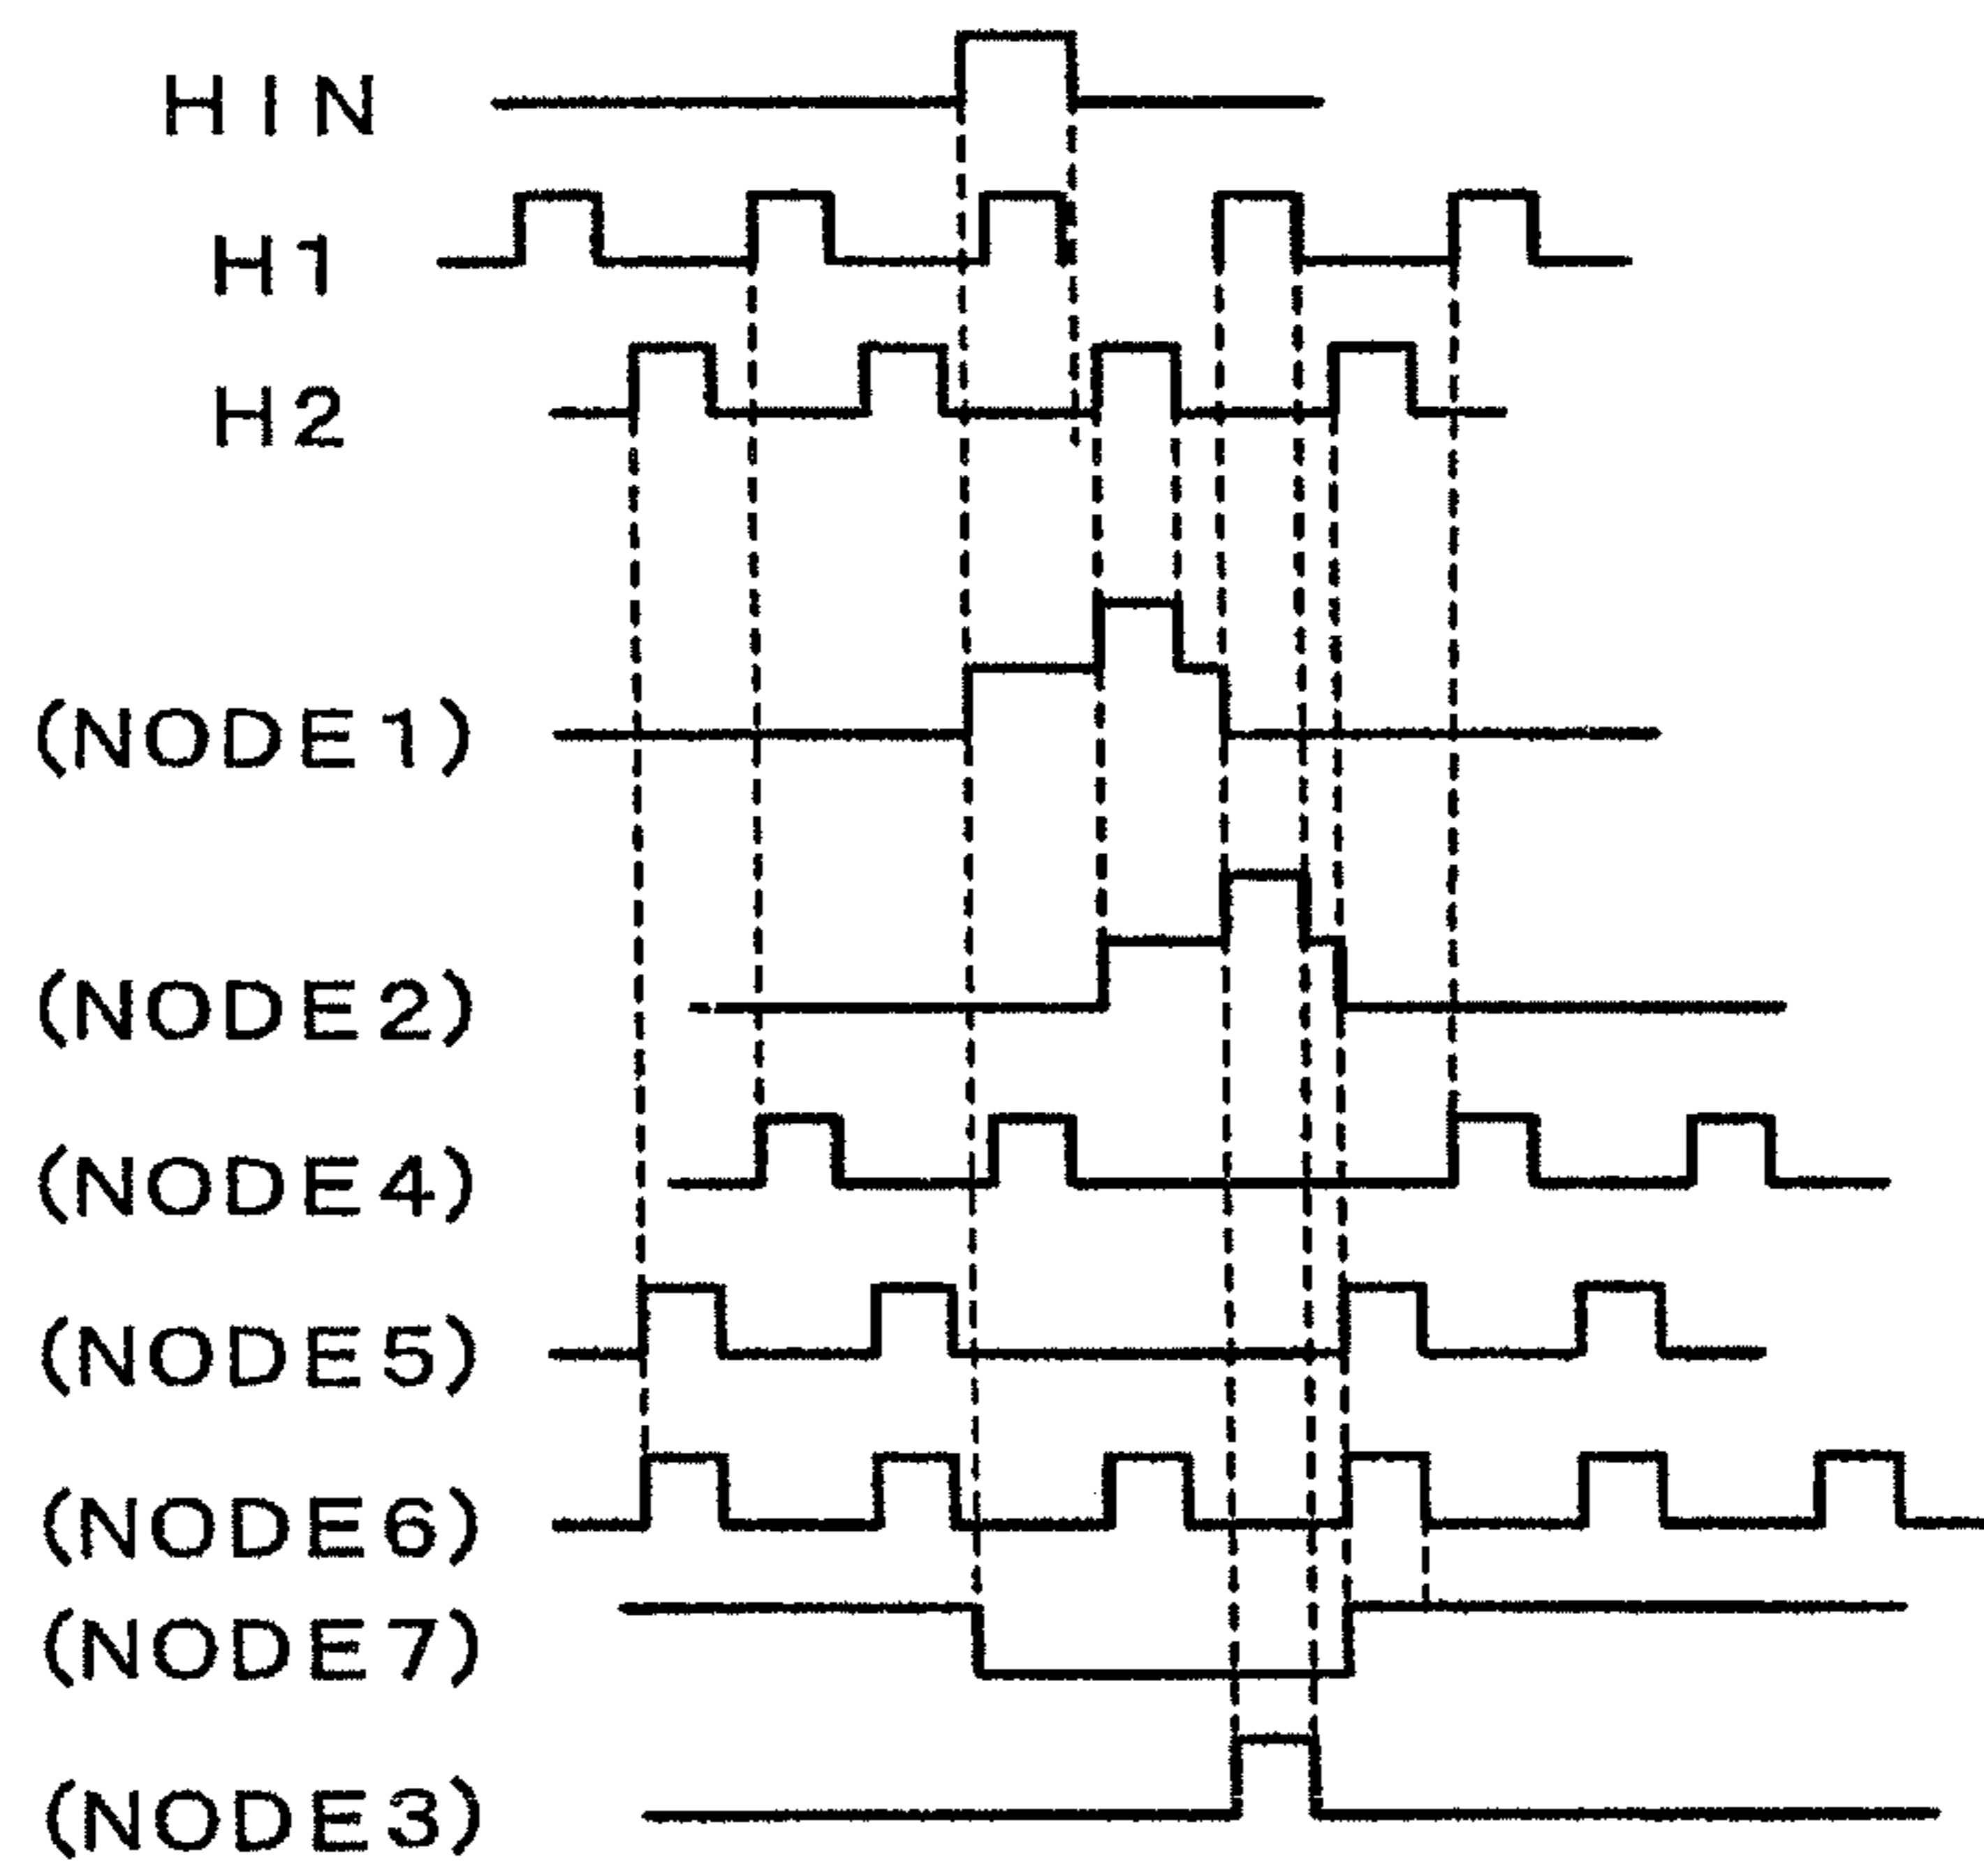 HIN
H1
H2
(NODE1)
(NODE2)
(NODE4)
(NODE5)
(NODE6)
(NODE7)
(NODE3)